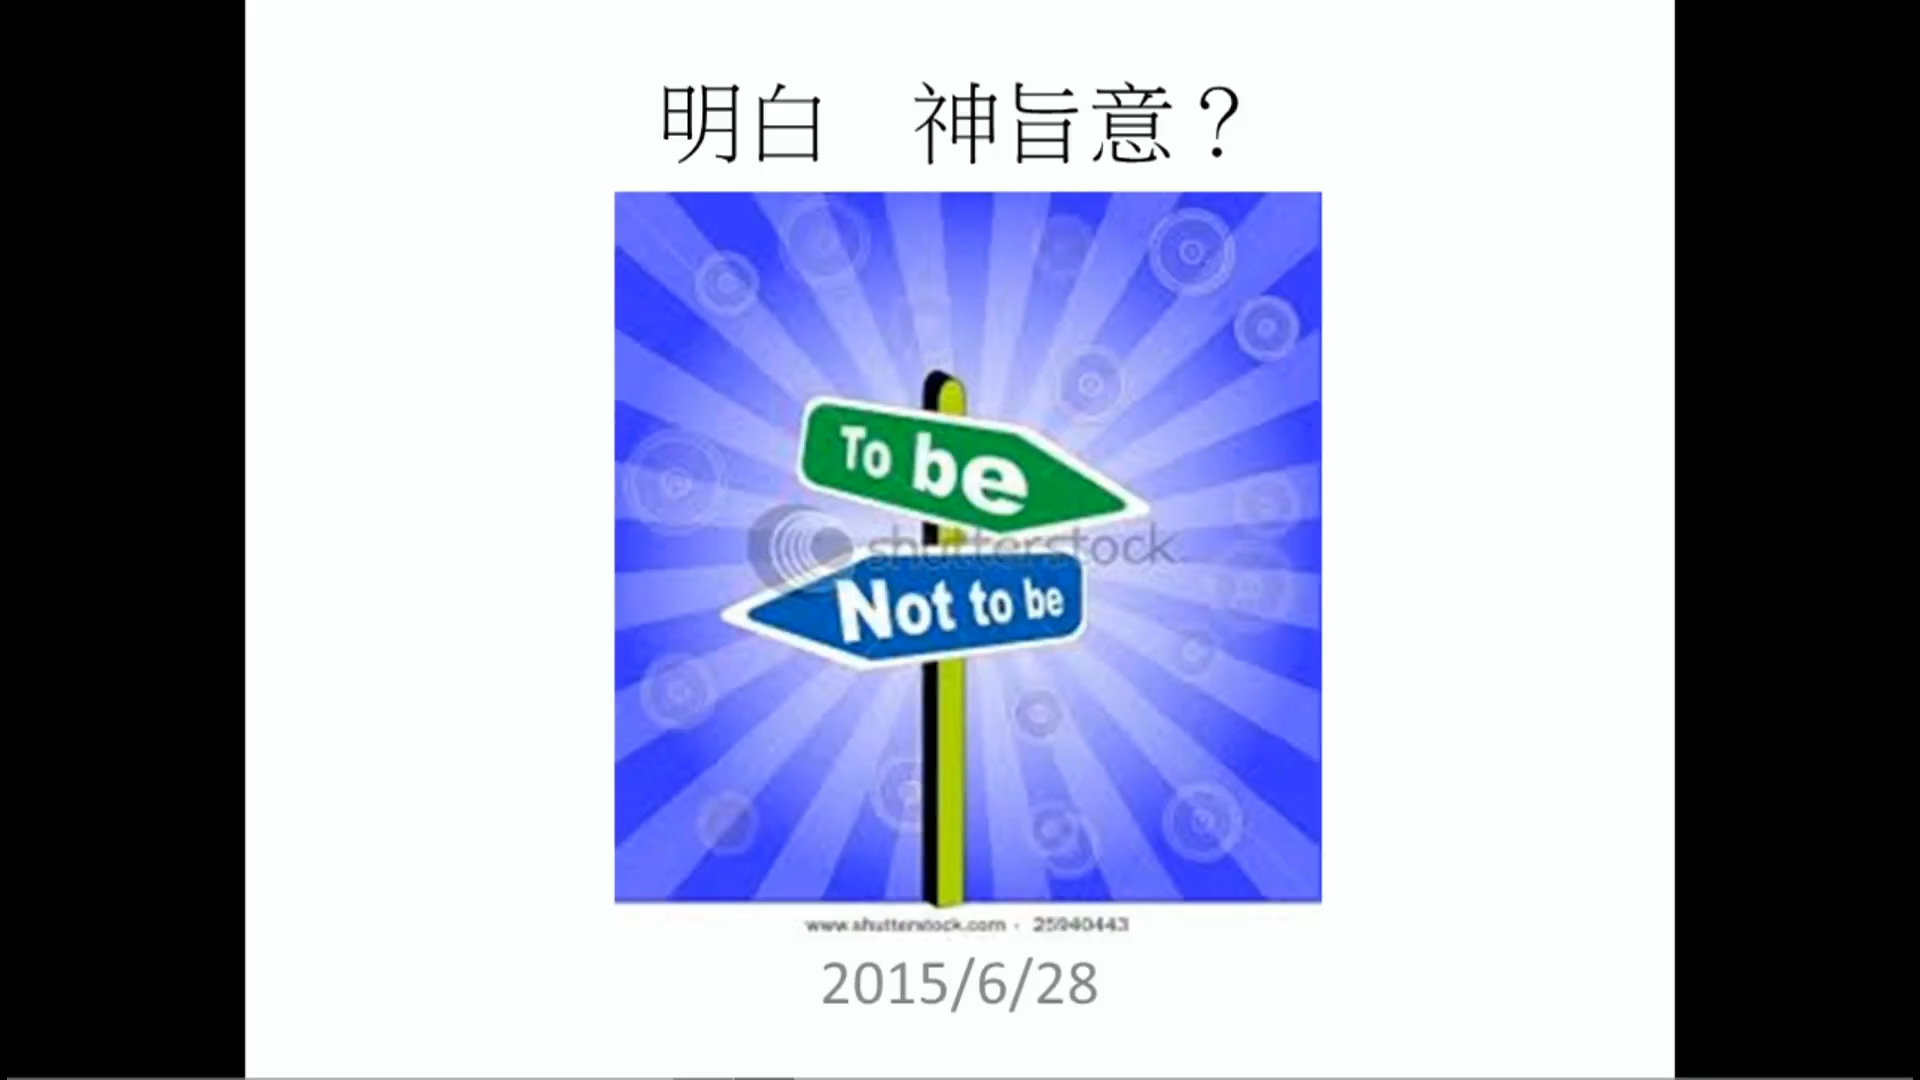 明白　神旨意？
To be
shutterstock
Not to be
www.shutterstock.com · 25940443
2015/6/28